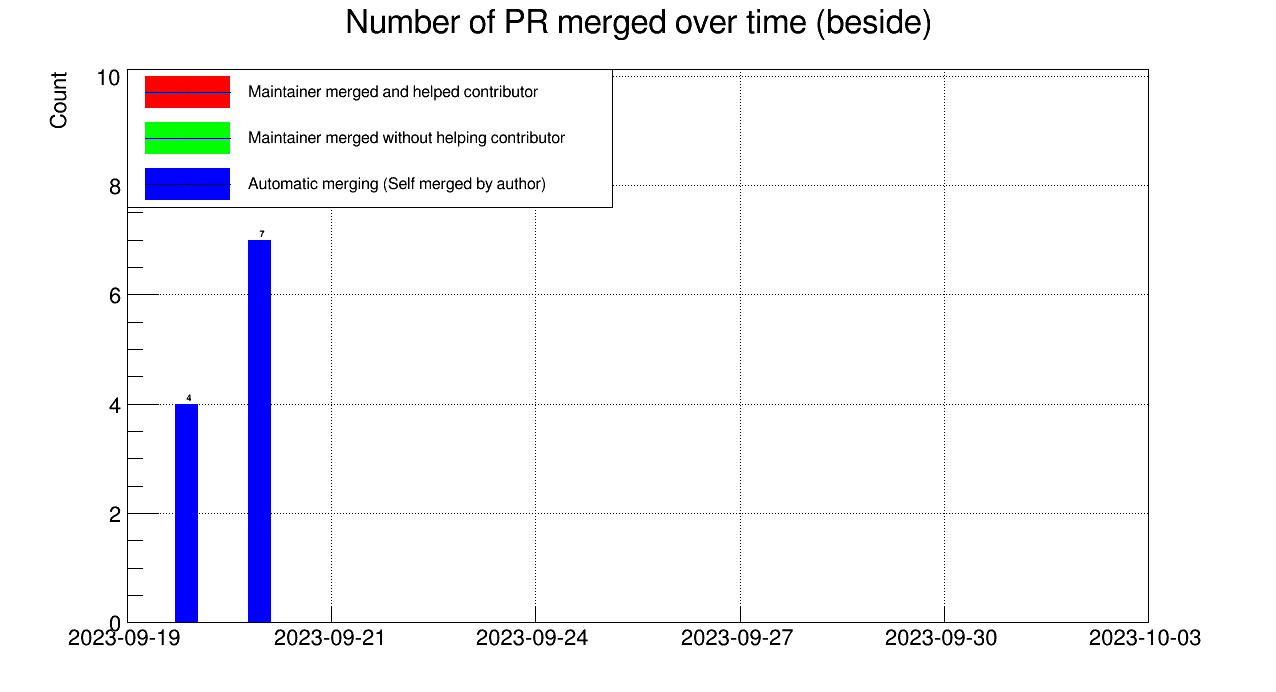 Number of PR merged over time (beside)
Count
10
8
6
4
2
0
Maintainer merged and helped contributor
Maintainer merged without helping contributor
Automatic merging (Self merged by author)
4
7
2023-09-19 2023-09-21 2023-09-24 2023-09-27 2023-09-30 2023-10-03